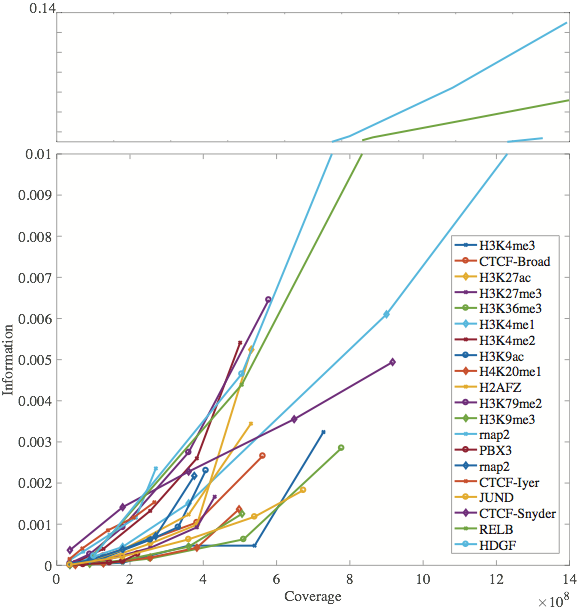 0.14
0.01
0.009
0.008
0.007
0.006
0.005
0.004
0.003
0.002
0.001
0
Information
H3K4me3
CTCF-Broad
H3K27ac
H3K27me3
H3K36me3
H3K4me1
H3K4me2
H3K9ac
H4K20me1
H2AFZ
H3K79me2
H3K9me3
rnap2
PBX3
rnap2
CTCF-Iyer
JUND
CTCF-Snyder
RELB
HDGF
0 2 4 6 8 10 12 14
Coverage
×10⁸